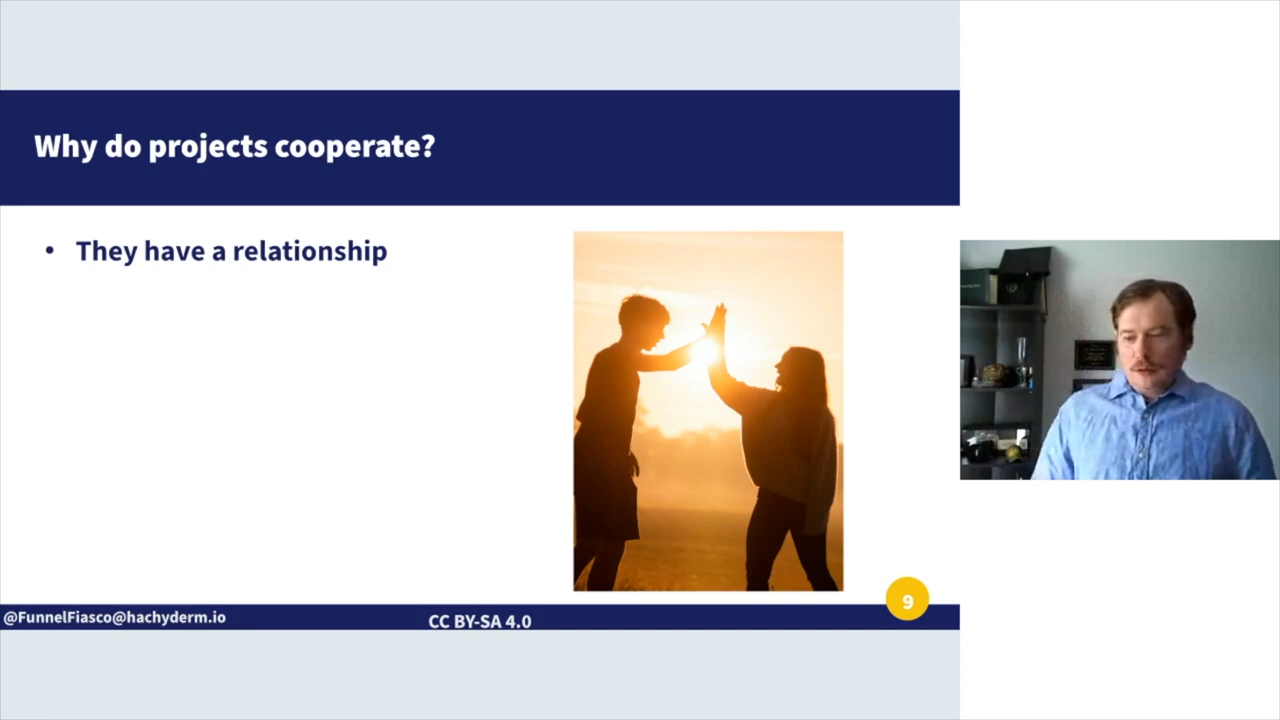 Why do projects cooperate?
• They have a relationship
9
@FunnelFiasco@hachyderm.io
CC BY-SA 4.0